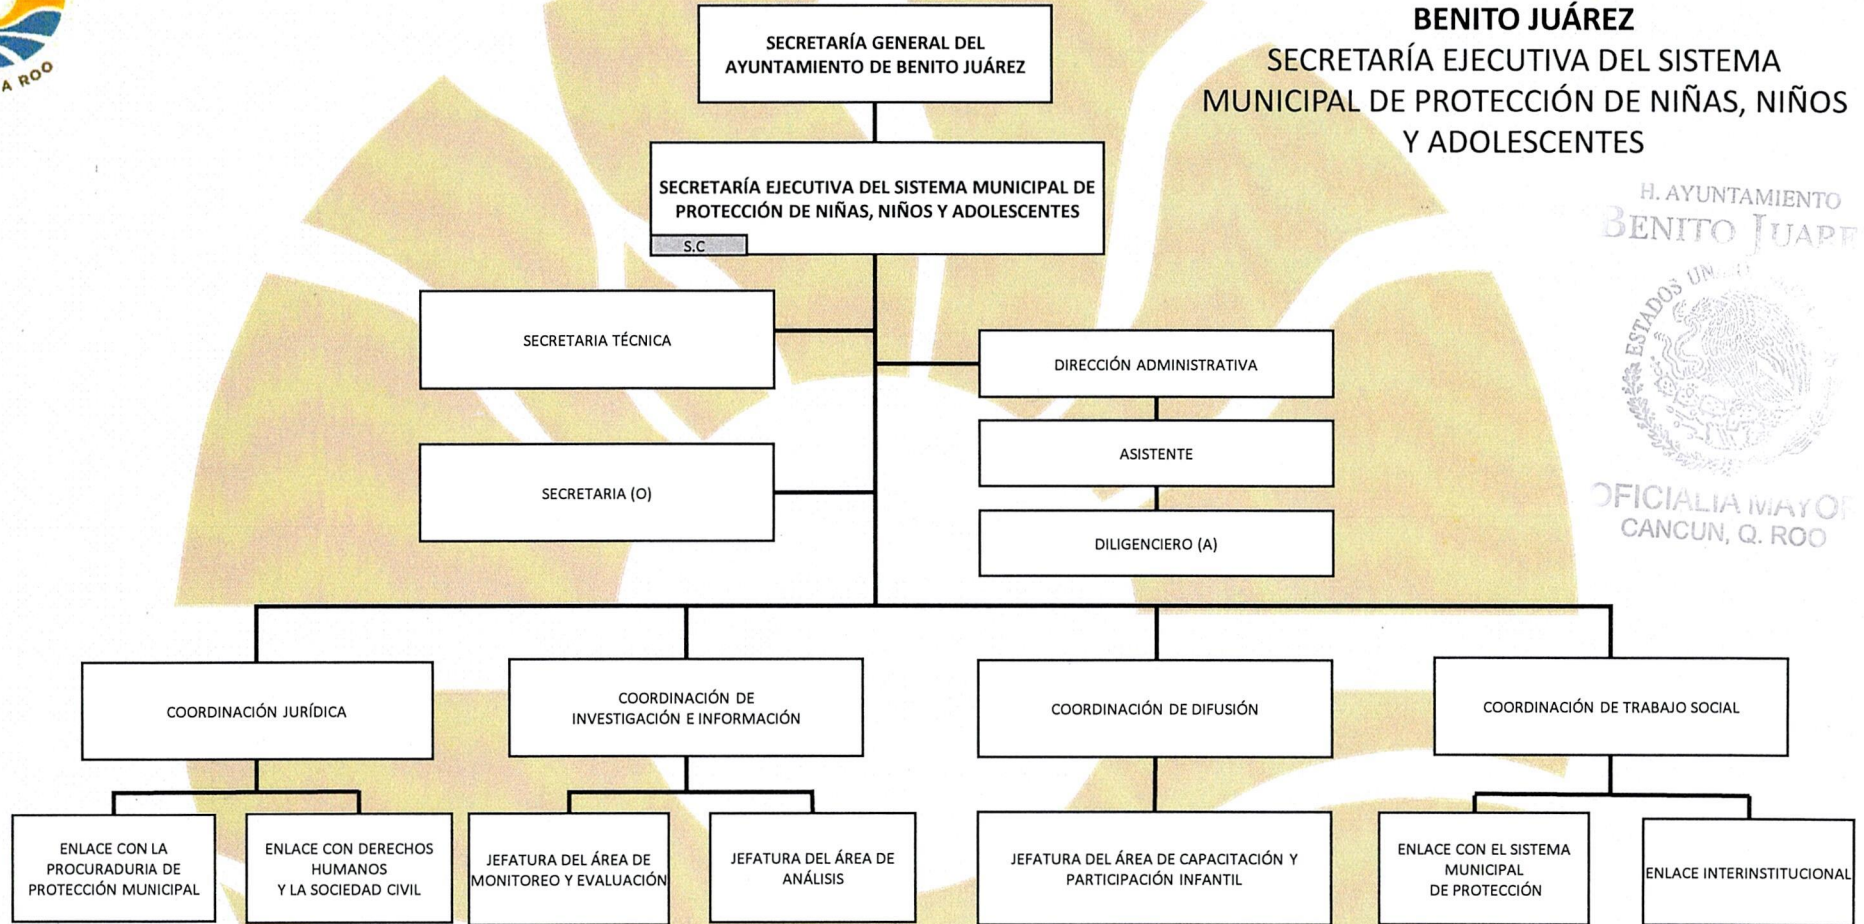 A ROO
BENITO JUÁREZ
SECRETARÍA EJECUTIVA DEL SISTEMA
MUNICIPAL DE PROTECCIÓN DE NIÑAS, NIÑOS
Y ADOLESCENTES
SECRETARÍA GENERAL DEL
AYUNTAMIENTO DE BENITO JUÁREZ
SECRETARÍA EJECUTIVA DEL SISTEMA MUNICIPAL DE
PROTECCIÓN DE NIÑAS, NIÑOS Y ADOLESCENTES
S.C
H. AYUNTAMIENTO
BENITO JUARE
ESTADOS UN
OFICIALIA MAYOR
CANCUN, Q. ROO
SECRETARIA TÉCNICA
DIRECCIÓN ADMINISTRATIVA
ASISTENTE
SECRETARIA (O)
DILIGENCIERO (A)
COORDINACIÓN JURÍDICA
COORDINACIÓN DE
INVESTIGACIÓN E INFORMACIÓN
COORDINACIÓN DE DIFUSIÓN
COORDINACIÓN DE TRABAJO SOCIAL
ENLACE CON LA
PROCURADURIA DE
PROTECCIÓN MUNICIPAL
ENLACE CON DERECHOS
HUMANOS
Y LA SOCIEDAD CIVIL
JEFATURA DEL ÁREA DE
MONITOREO Y EVALUACIÓN
JEFATURA DEL ÁREA DE
ANÁLISIS
JEFATURA DEL ÁREA DE CAPACITACIÓN Y
PARTICIPACIÓN INFANTIL
ENLACE CON EL SISTEMA
MUNICIPAL
DE PROTECCIÓN
ENLACE INTERINSTITUCIONAL